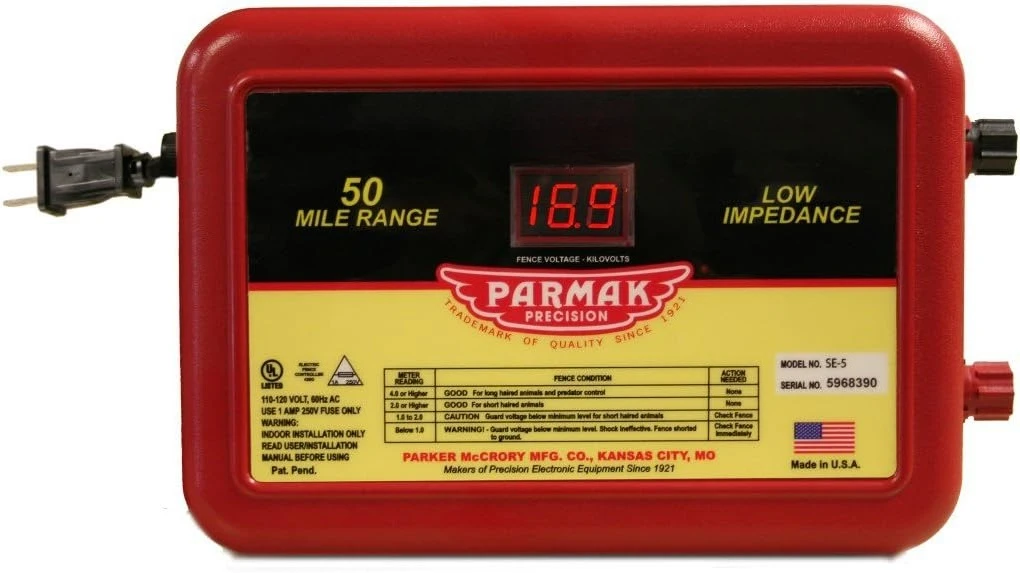 50
MILE RANGE
16.9
LOW
IMPEDANCE
FENCE VOLTAGE - KILOVOLTS
PARMAK
PRECISION
TRADEMARK OF QUALITY SINCE 1921
MODEL NO. SE-5
SERIAL NO. 5968390
UL
LISTED
ELECTRIC
FENCE
CONTROLLER
1A 250V
110-120 VOLT, 60Hz AC
USE 1 AMP 250V FUSE ONLY
WARNING:
INDOOR INSTALLATION ONLY
READ USER/INSTALLATION
MANUAL BEFORE USING
Pat. Pend.
METER READING FENCE CONDITION ACTION NEEDED
4.0 or Higher GOOD For long haired animals and predator control None
2.0 or Higher GOOD For short haired animals None
1.0 to 2.0 CAUTION Guard voltage below minimum level for short haired animals Check Fence
Below 1.0 WARNING! - Guard voltage below minimum level. Shock Ineffective. Fence shorted to ground. Check Fence Immediately
PARKER McCRORY MFG. CO., KANSAS CITY, MO
Makers of Precision Electronic Equipment Since 1921
Made in U.S.A.